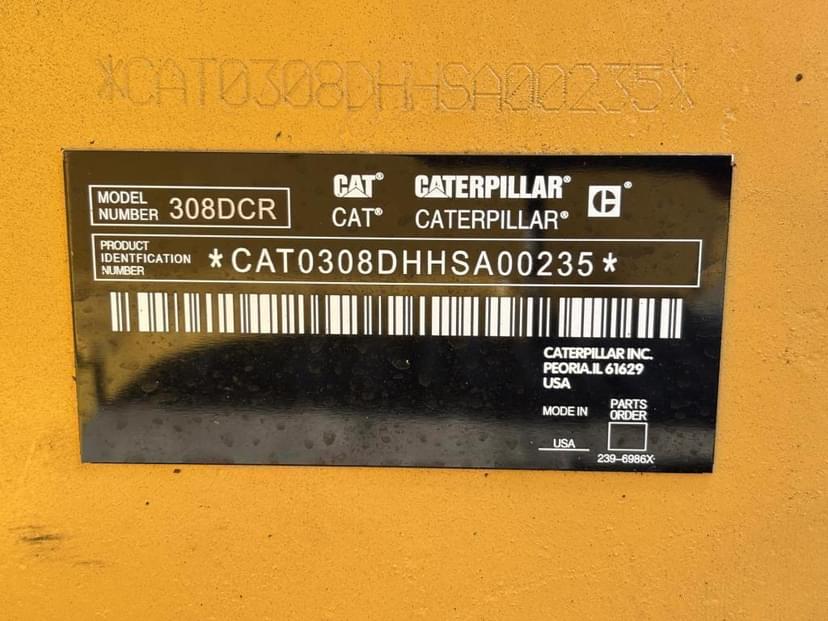 *CAT0308DHHSA00235*
MODEL
NUMBER 308DCR
CAT® CATERPILLAR® C®
CAT® CATERPILLAR®
PRODUCT
IDENTFICATION
NUMBER
*CAT0308DHHSA00235*
CATERPILLAR INC.
PEORIA.IL 61629
USA
MODE IN
USA
PARTS
ORDER
239-6986X